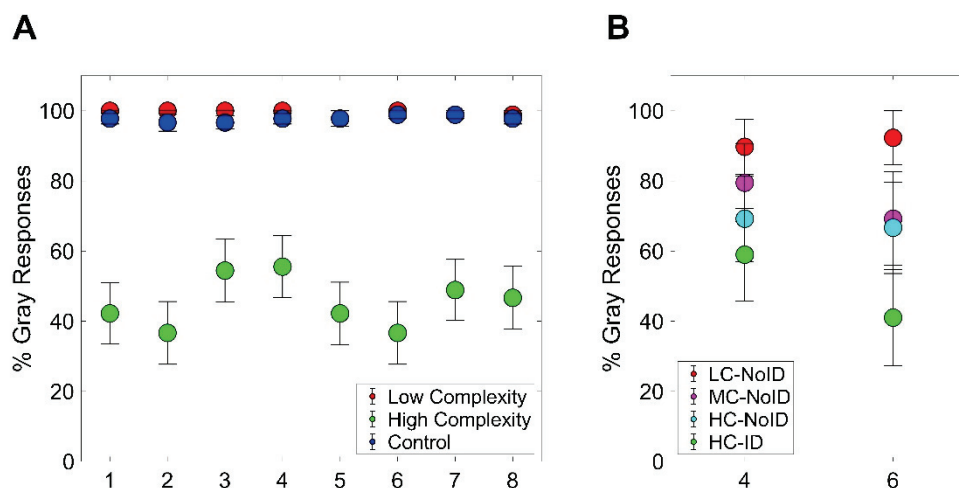 A
B
% Gray Responses
100
80
60
40
20
0
Low Complexity
High Complexity
Control
1 2 3 4 5 6 7 8
% Gray Responses
100
80
60
40
20
0
LC-NoID
MC-NoID
HC-NoID
HC-ID
4 6